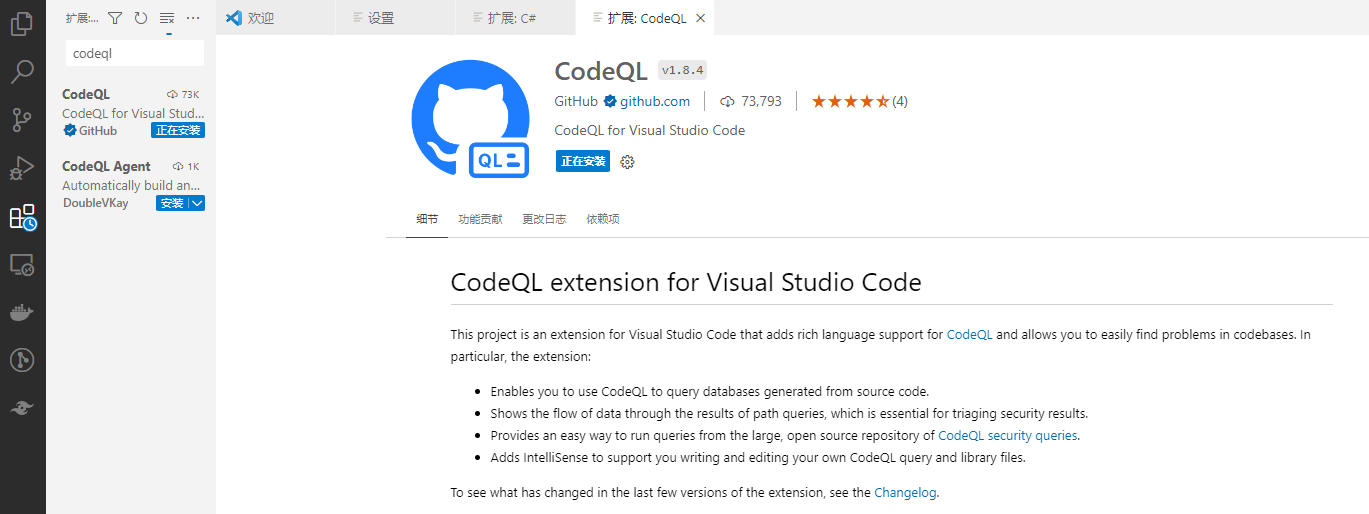 扩展:...
codeql
CodeQL 73K
CodeQL for Visual Stud...
GitHub 正在安装
CodeQL Agent 1K
Automatically build an...
DoubleVKay 安装
欢迎 设置 扩展: C# 扩展: CodeQL
QL
CodeQL v1.8.4
GitHub github.com 73,793 (4)
CodeQL for Visual Studio Code
正在安装
细节 功能贡献 更改日志 依赖项
CodeQL extension for Visual Studio Code
This project is an extension for Visual Studio Code that adds rich language support for CodeQL and allows you to easily find problems in codebases. In
particular, the extension:
Enables you to use CodeQL to query databases generated from source code.
Shows the flow of data through the results of path queries, which is essential for triaging security results.
Provides an easy way to run queries from the large, open source repository of CodeQL security queries.
Adds IntelliSense to support you writing and editing your own CodeQL query and library files.
To see what has changed in the last few versions of the extension, see the Changelog.